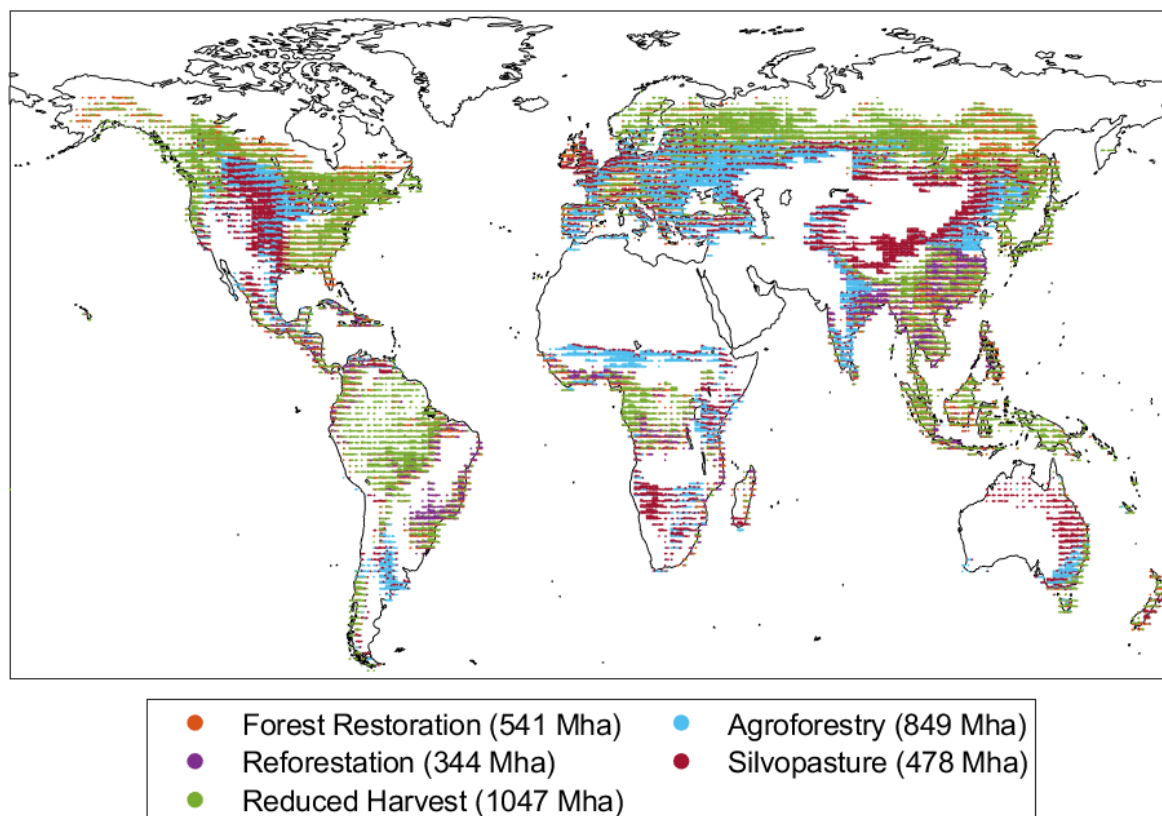 Forest Restoration (541 Mha)
Reforestation (344 Mha)
Reduced Harvest (1047 Mha)
Agroforestry (849 Mha)
Silvopasture (478 Mha)